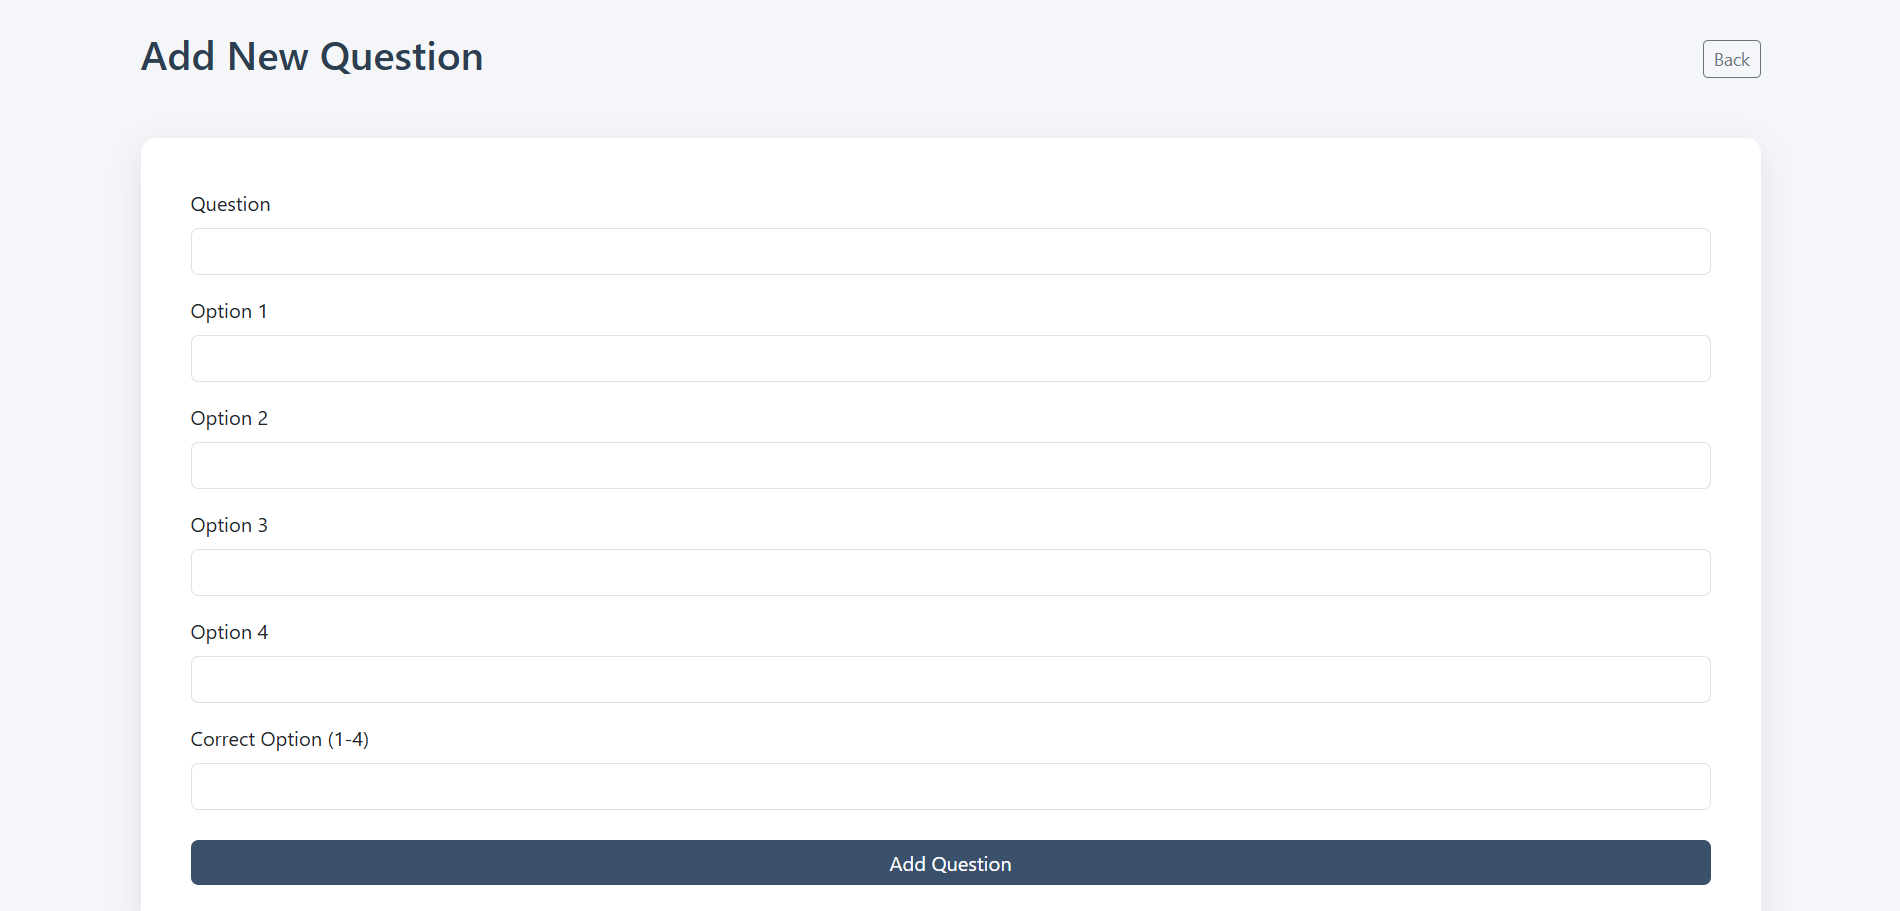 Add New Question
Back
Question
Option 1
Option 2
Option 3
Option 4
Correct Option (1-4)
Add Question